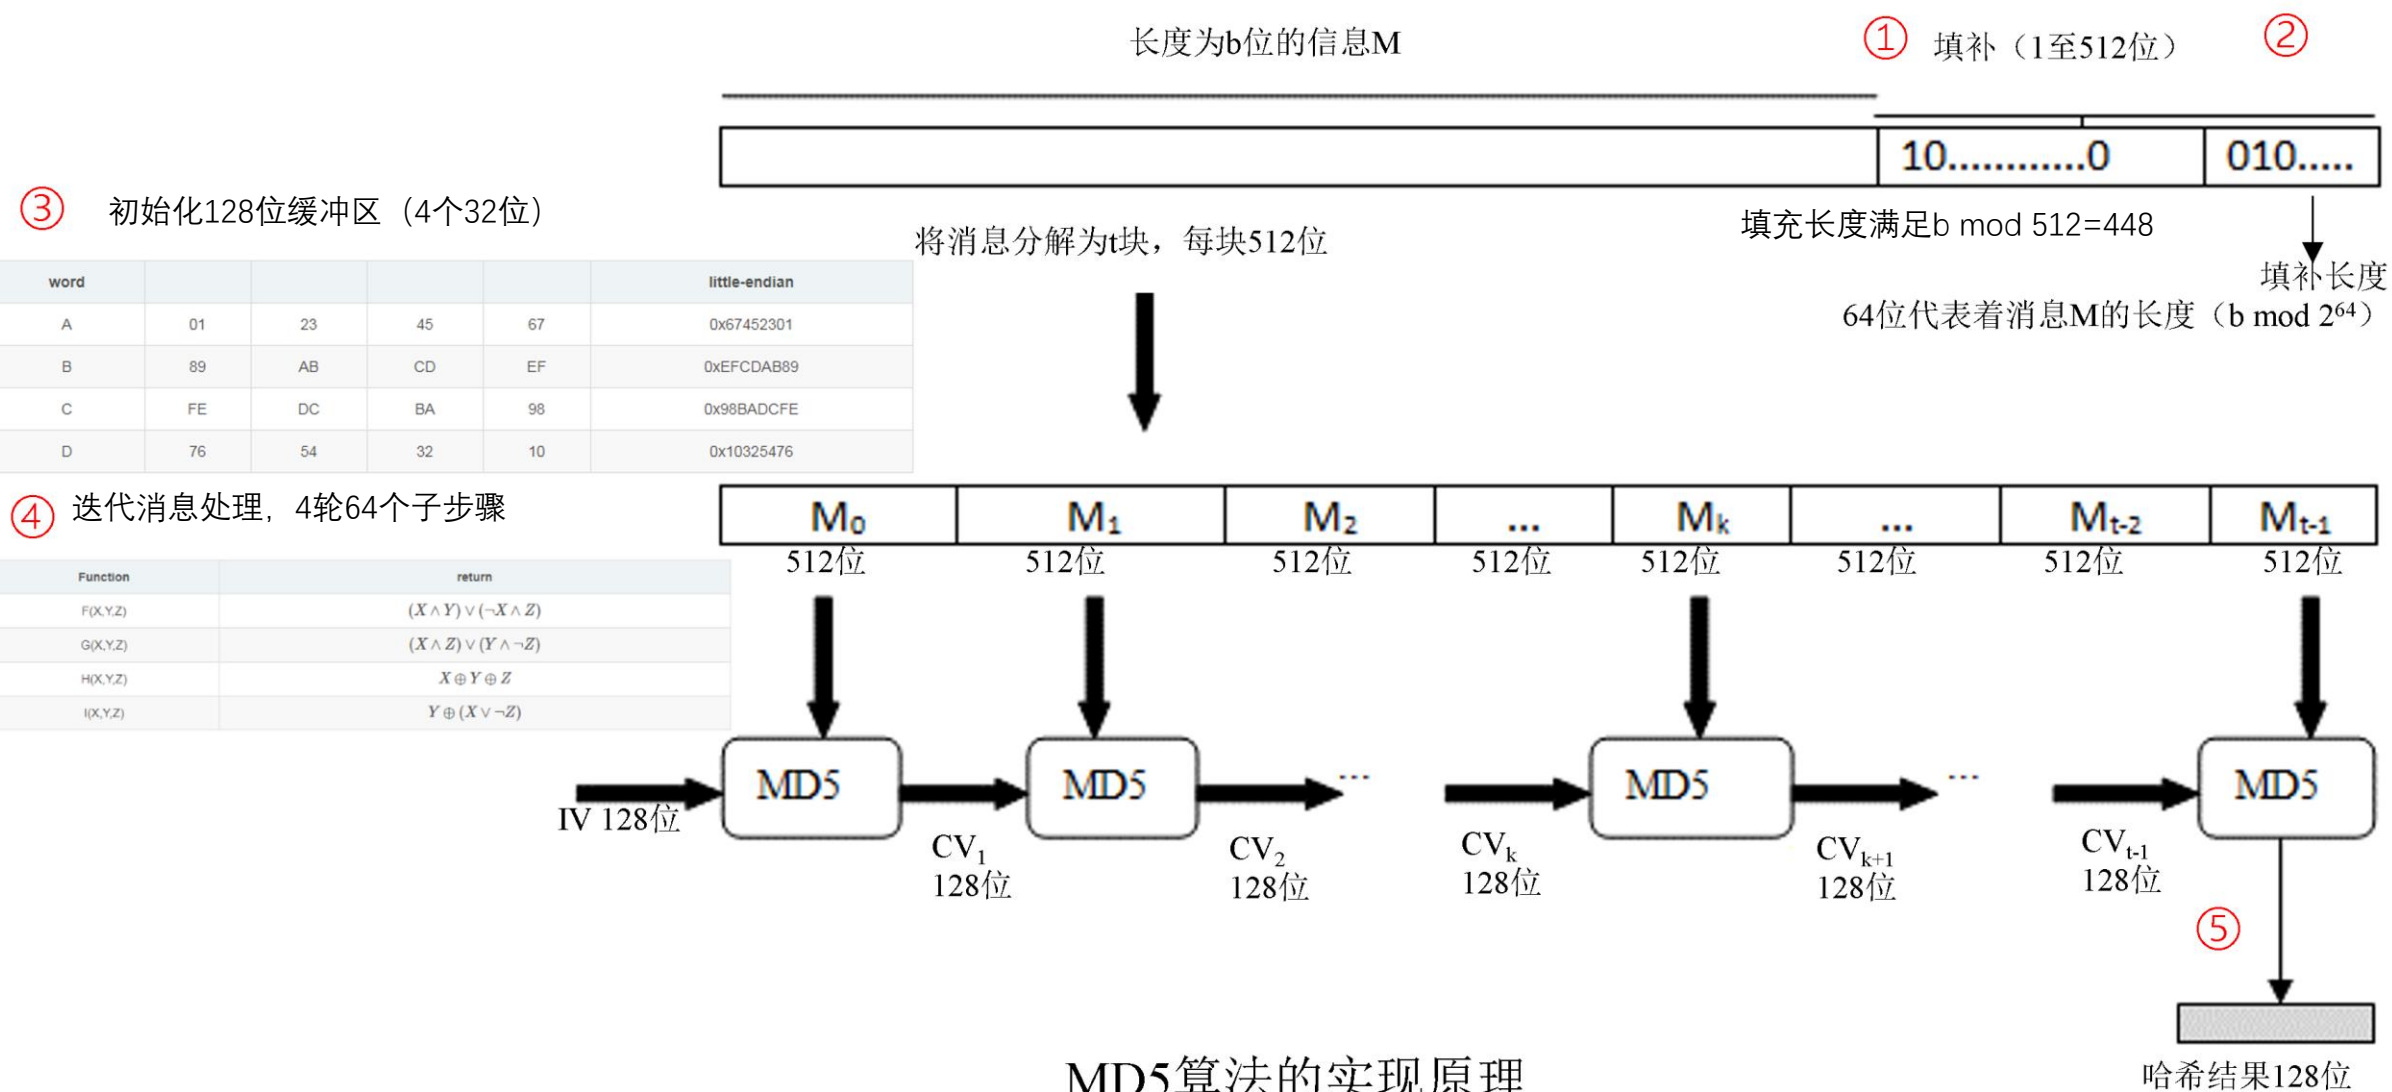 长度为b位的信息M
① 填补（1至512位） ②
10............0 010.....
③ 初始化128位缓冲区（4个32位）
填充长度满足b mod 512=448
将消息分解为t块，每块512位
填补长度
64位代表着消息M的长度（b mod 2⁶⁴）
word little-endian
A 01 23 45 67 0x67452301
B 89 AB CD EF 0xEFCDAB89
C FE DC BA 98 0x98BADCFE
D 76 54 32 10 0x10325476
④ 迭代消息处理，4轮64个子步骤
M₀ M₁ M₂ ... Mₖ ... Mₜ₋₂ Mₜ₋₁
512位 512位 512位 512位 512位 512位 512位 512位
Function return
F(X,Y,Z) (X∧Y)∨(¬X∧Z)
G(X,Y,Z) (X∧Z)∨(Y∧¬Z)
H(X,Y,Z) X⊕Y⊕Z
I(X,Y,Z) Y⊕(X∨¬Z)
MD5 MD5 ... MD5 ... MD5
IV 128位
CV₁ CV₂ CVₖ CVₖ₊₁ CVₜ₋₁
128位 128位 128位 128位 128位
⑤
哈希结果128位
MD5算法的实现原理